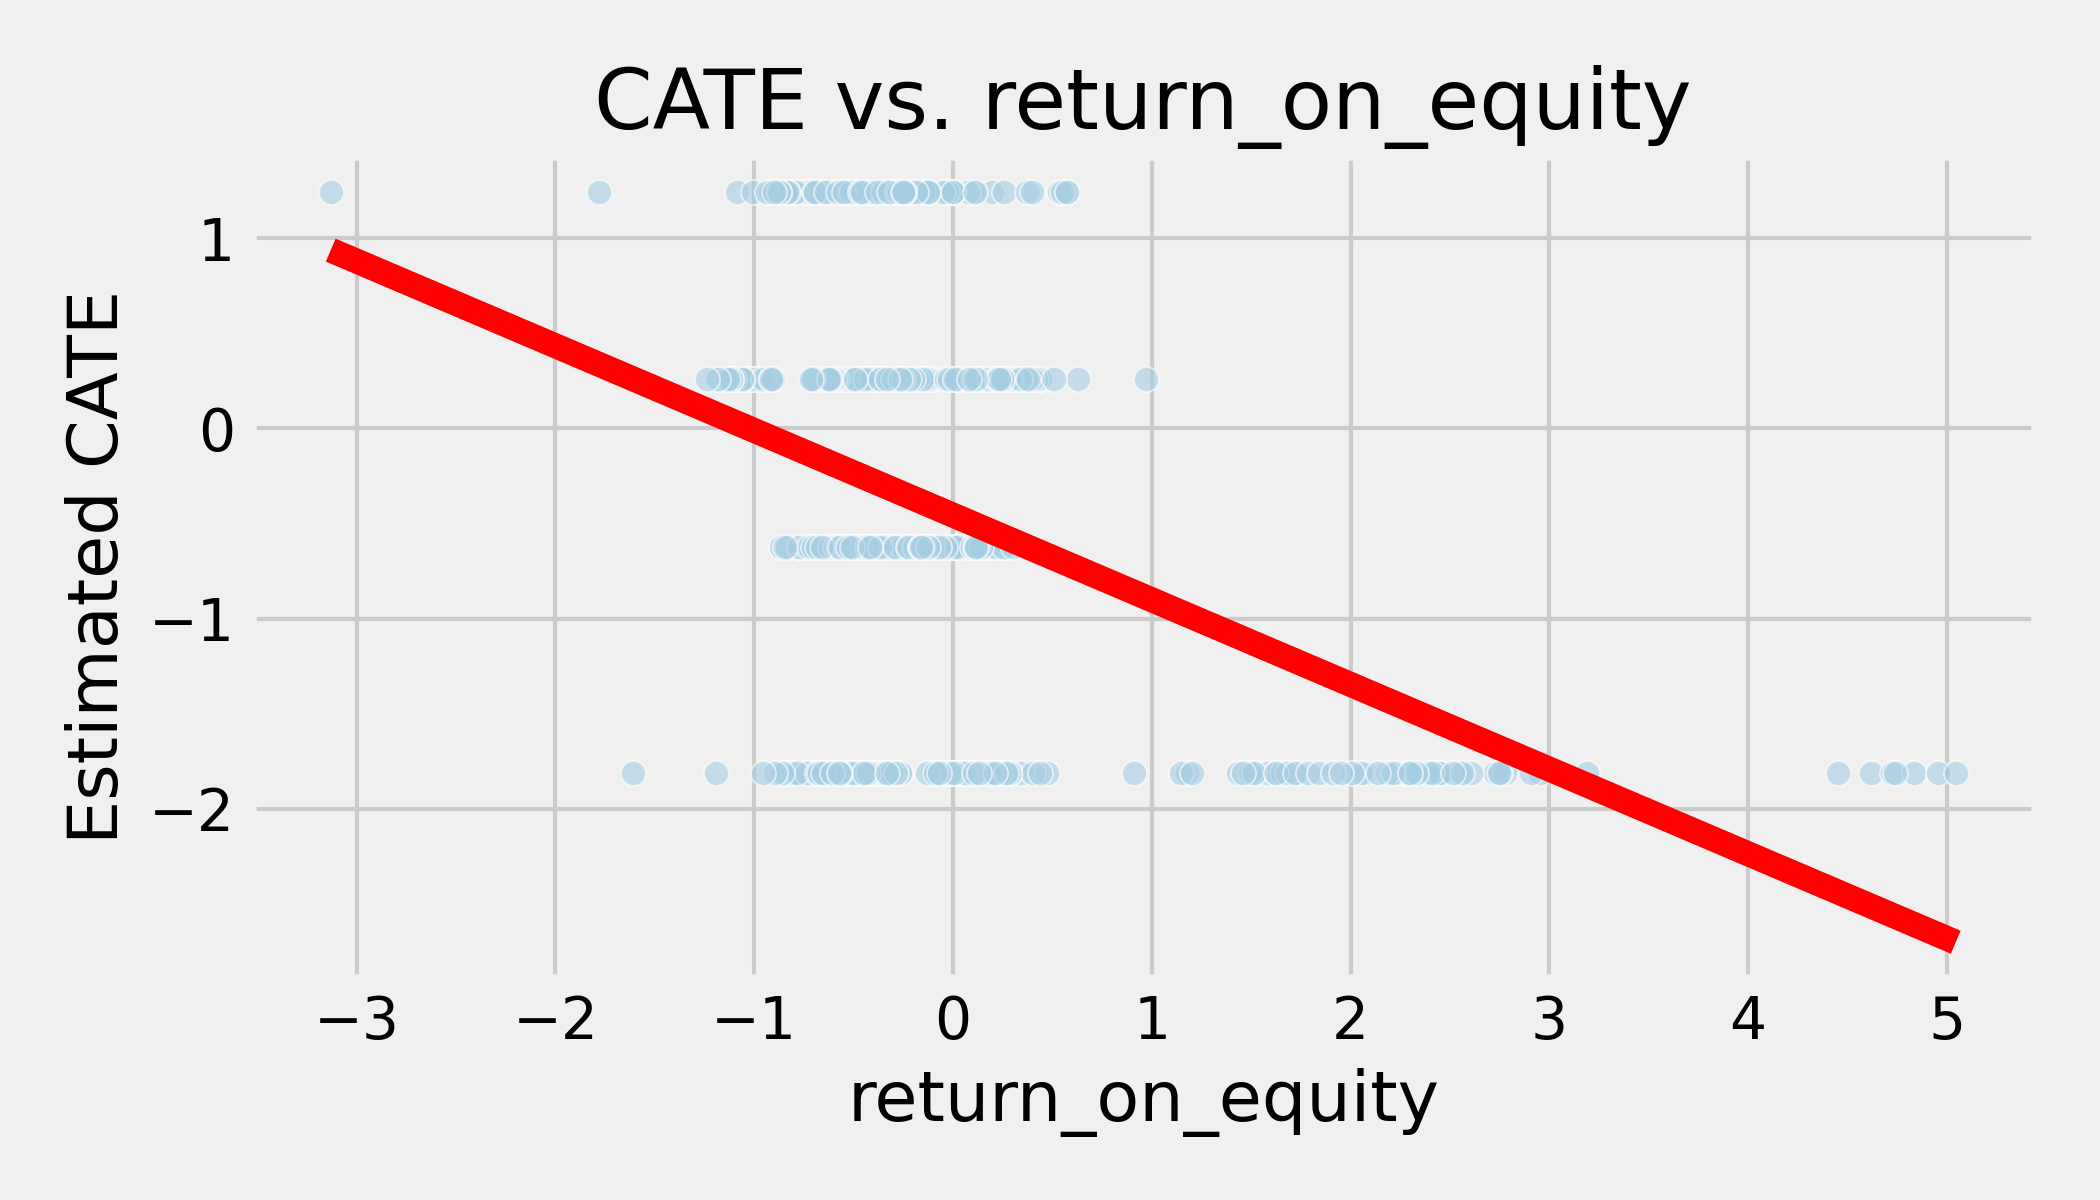 CATE vs. return_on_equity
Estimated CATE
1
0
−1
−2
−3 −2 −1 0 1 2 3 4 5
return_on_equity